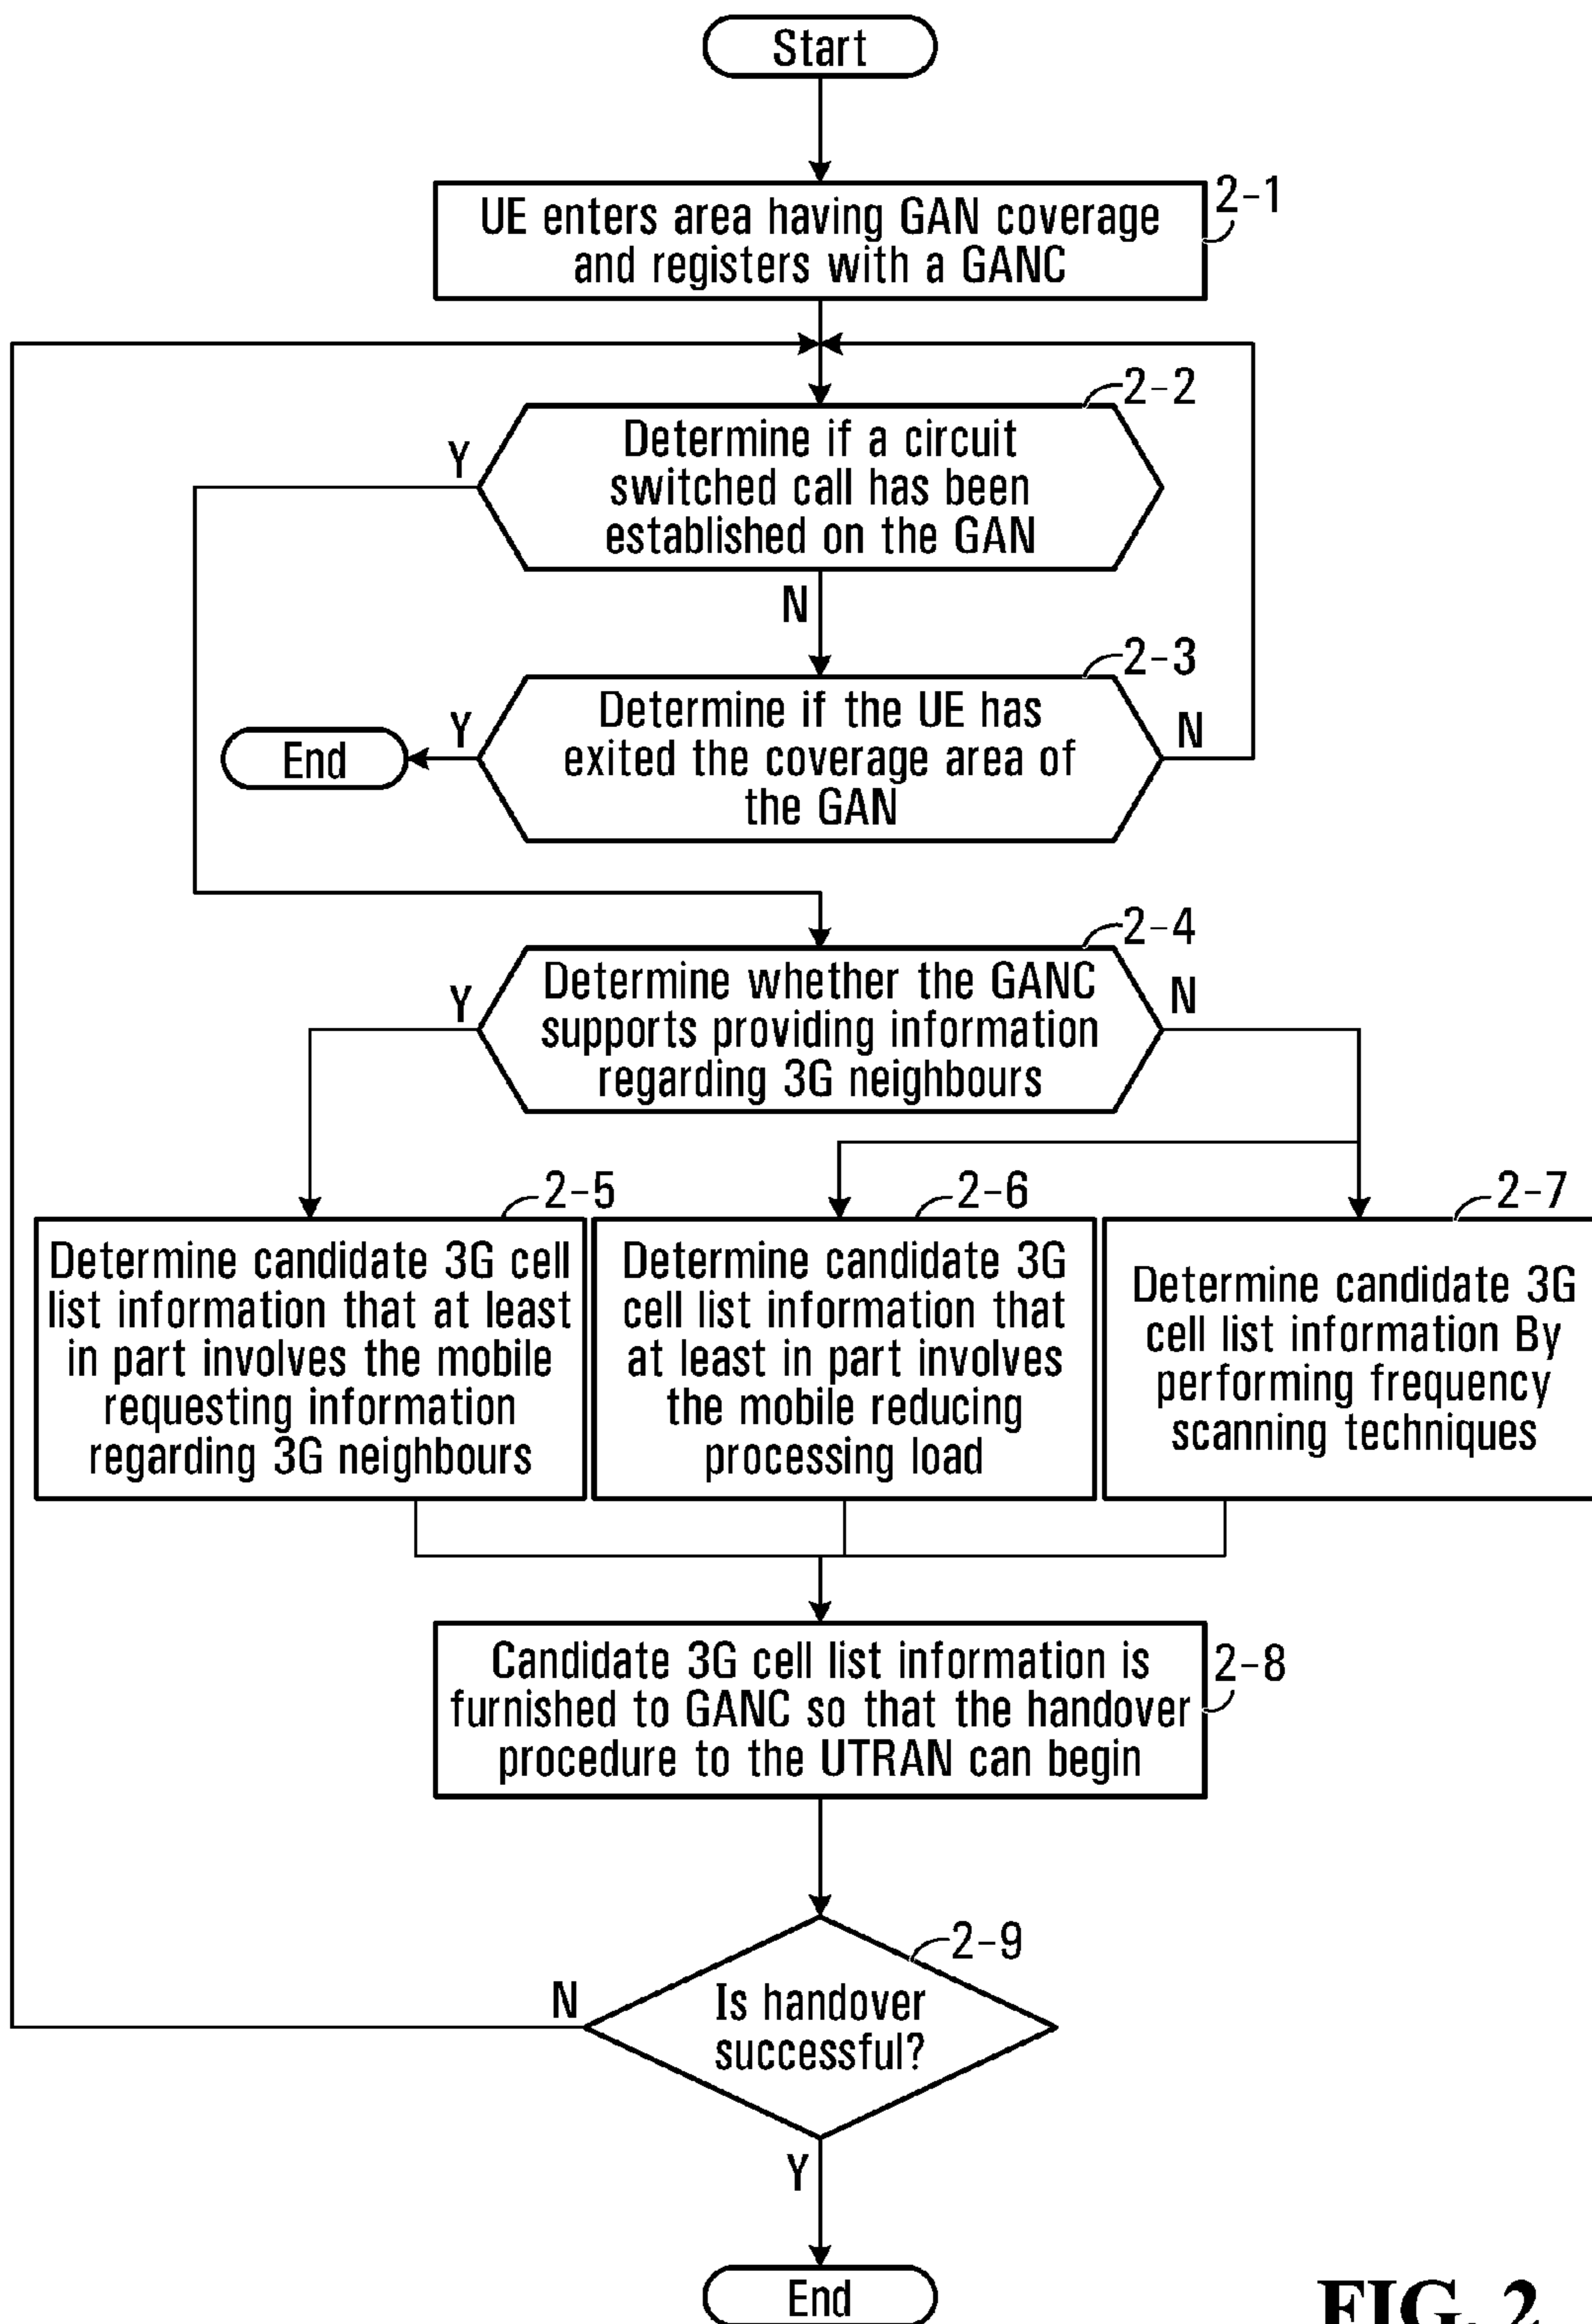 Start
UE enters area having GAN coverage
and registers with a GANC
2-1
2-2
Determine if a circuit
switched call has been
established on the GAN
Y
N
2-3
Determine if the UE has
exited the coverage area of
the GAN
Y
N
End
2-4
Determine whether the GANC
supports providing information
regarding 3G neighbours
Y
N
2-5
Determine candidate 3G cell
list information that at least
in part involves the mobile
requesting information
regarding 3G neighbours
2-6
Determine candidate 3G
cell list information that
at least in part involves
the mobile reducing
processing load
2-7
Determine candidate 3G
cell list information By
performing frequency
scanning techniques
Candidate 3G cell list information is
furnished to GANC so that the handover
procedure to the UTRAN can begin
2-8
2-9
Is handover
successful?
N
Y
End
FIG. 2